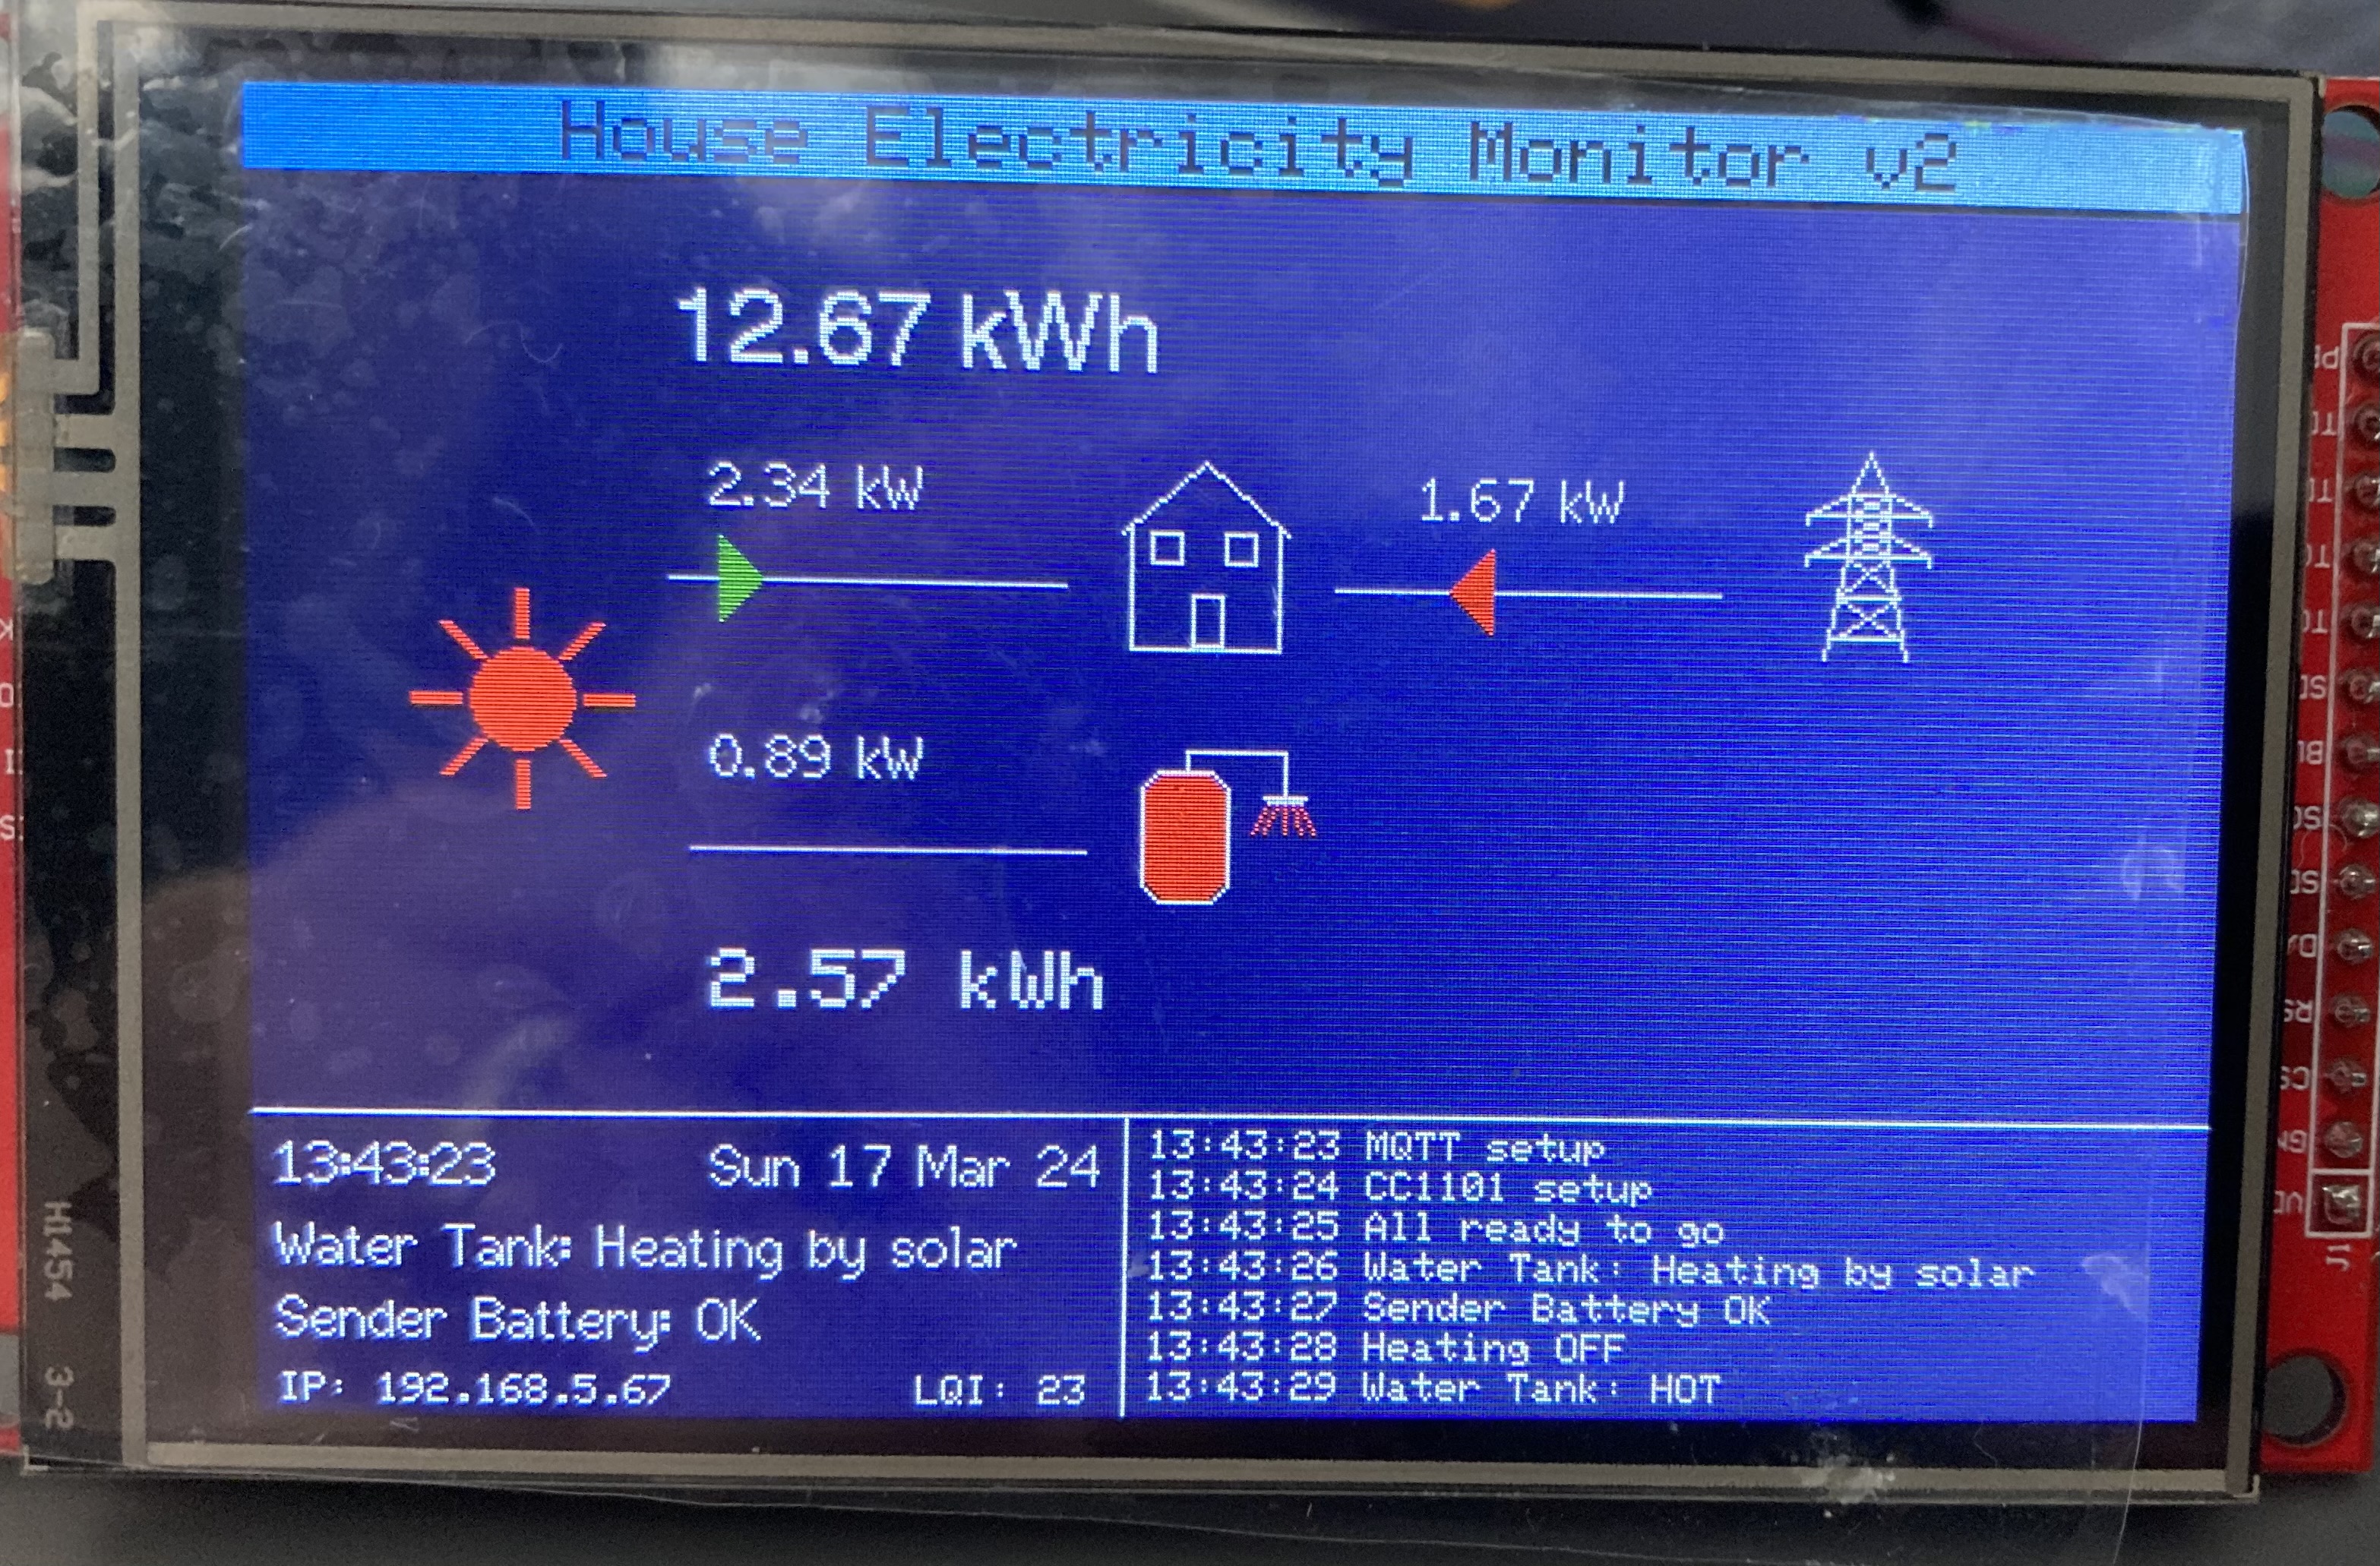 House Electricity Monitor v2
12.67 kWh
2.34 kW
1.67 kW
0.89 kW
2.57 kWh
13:43:23 Sun 17 Mar 24
Water Tank: Heating by solar
Sender Battery: OK
IP: 192.168.5.67 LQI: 23
13:43:23 MQTT setup
13:43:24 CC1101 setup
13:43:25 All ready to go
13:43:26 Water Tank: Heating by solar
13:43:27 Sender Battery OK
13:43:28 Heating OFF
13:43:29 Water Tank: HOT
H1454 3-2
J1